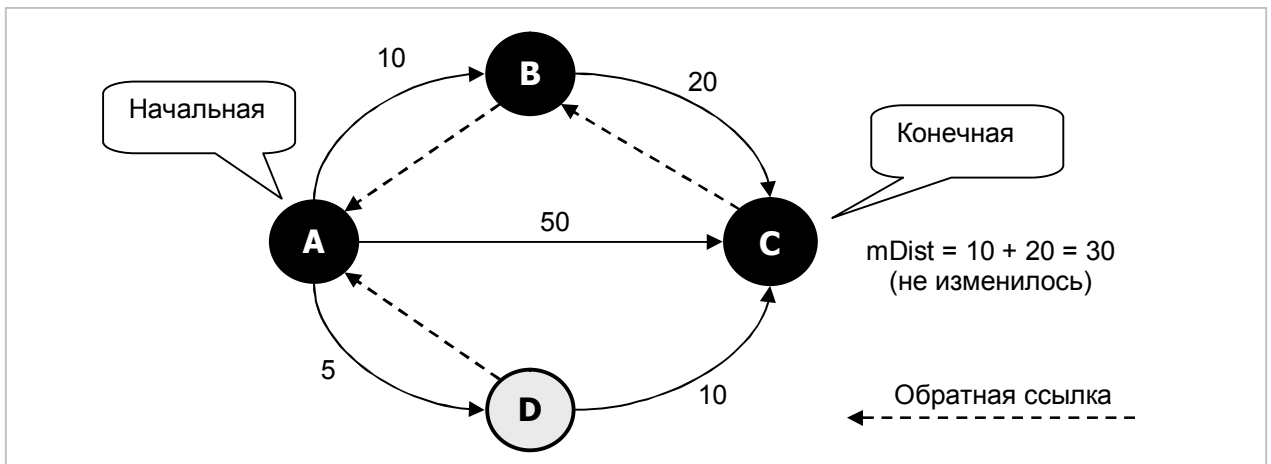 10
B
20
Начальная
Конечная
A
50
C
mDist = 10 + 20 = 30
(не изменилось)
5
D
10
Обратная ссылка